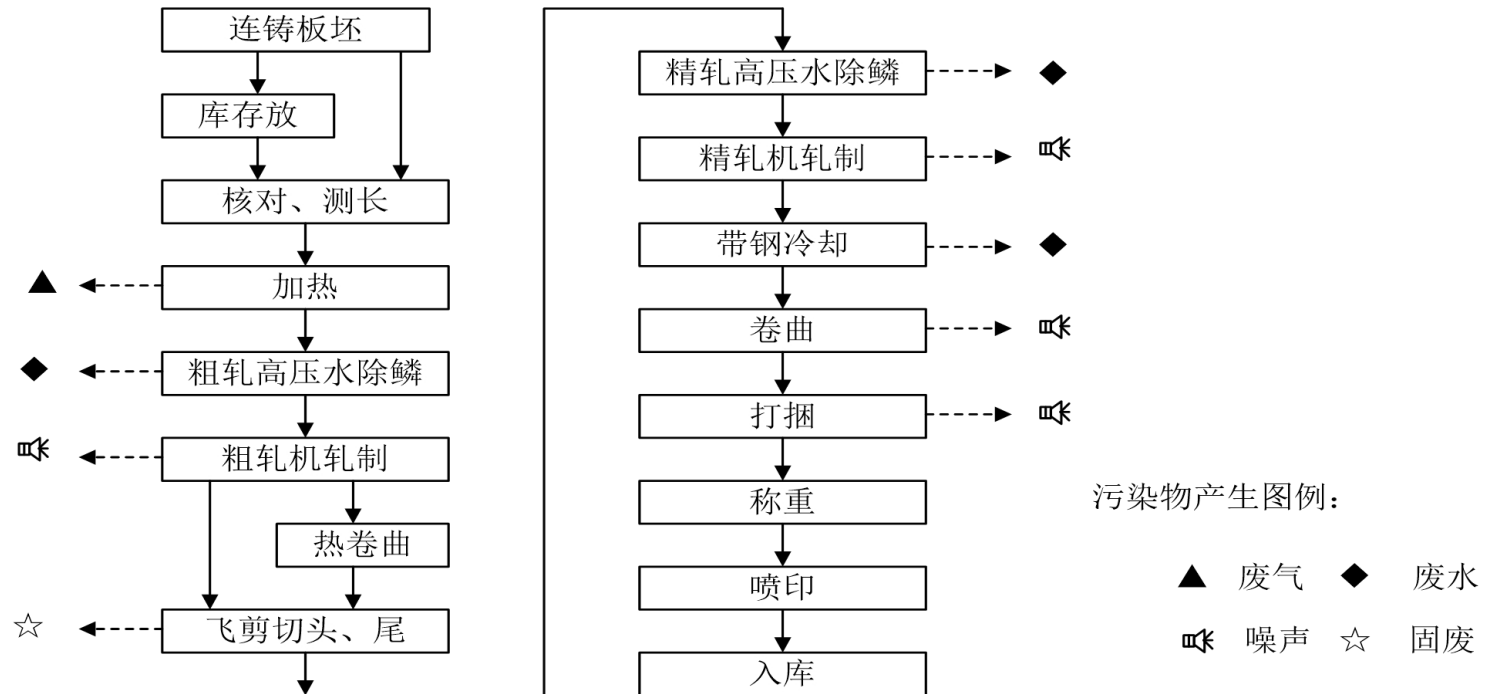 连铸板坯
库存放
核对、测长
加热
粗轧高压水除鳞
粗轧机轧制
热卷曲
飞剪切头、尾
精轧高压水除鳞
精轧机轧制
带钢冷却
卷曲
打捆
称重
喷印
入库
污染物产生图例：
废气 废水
噪声 固废